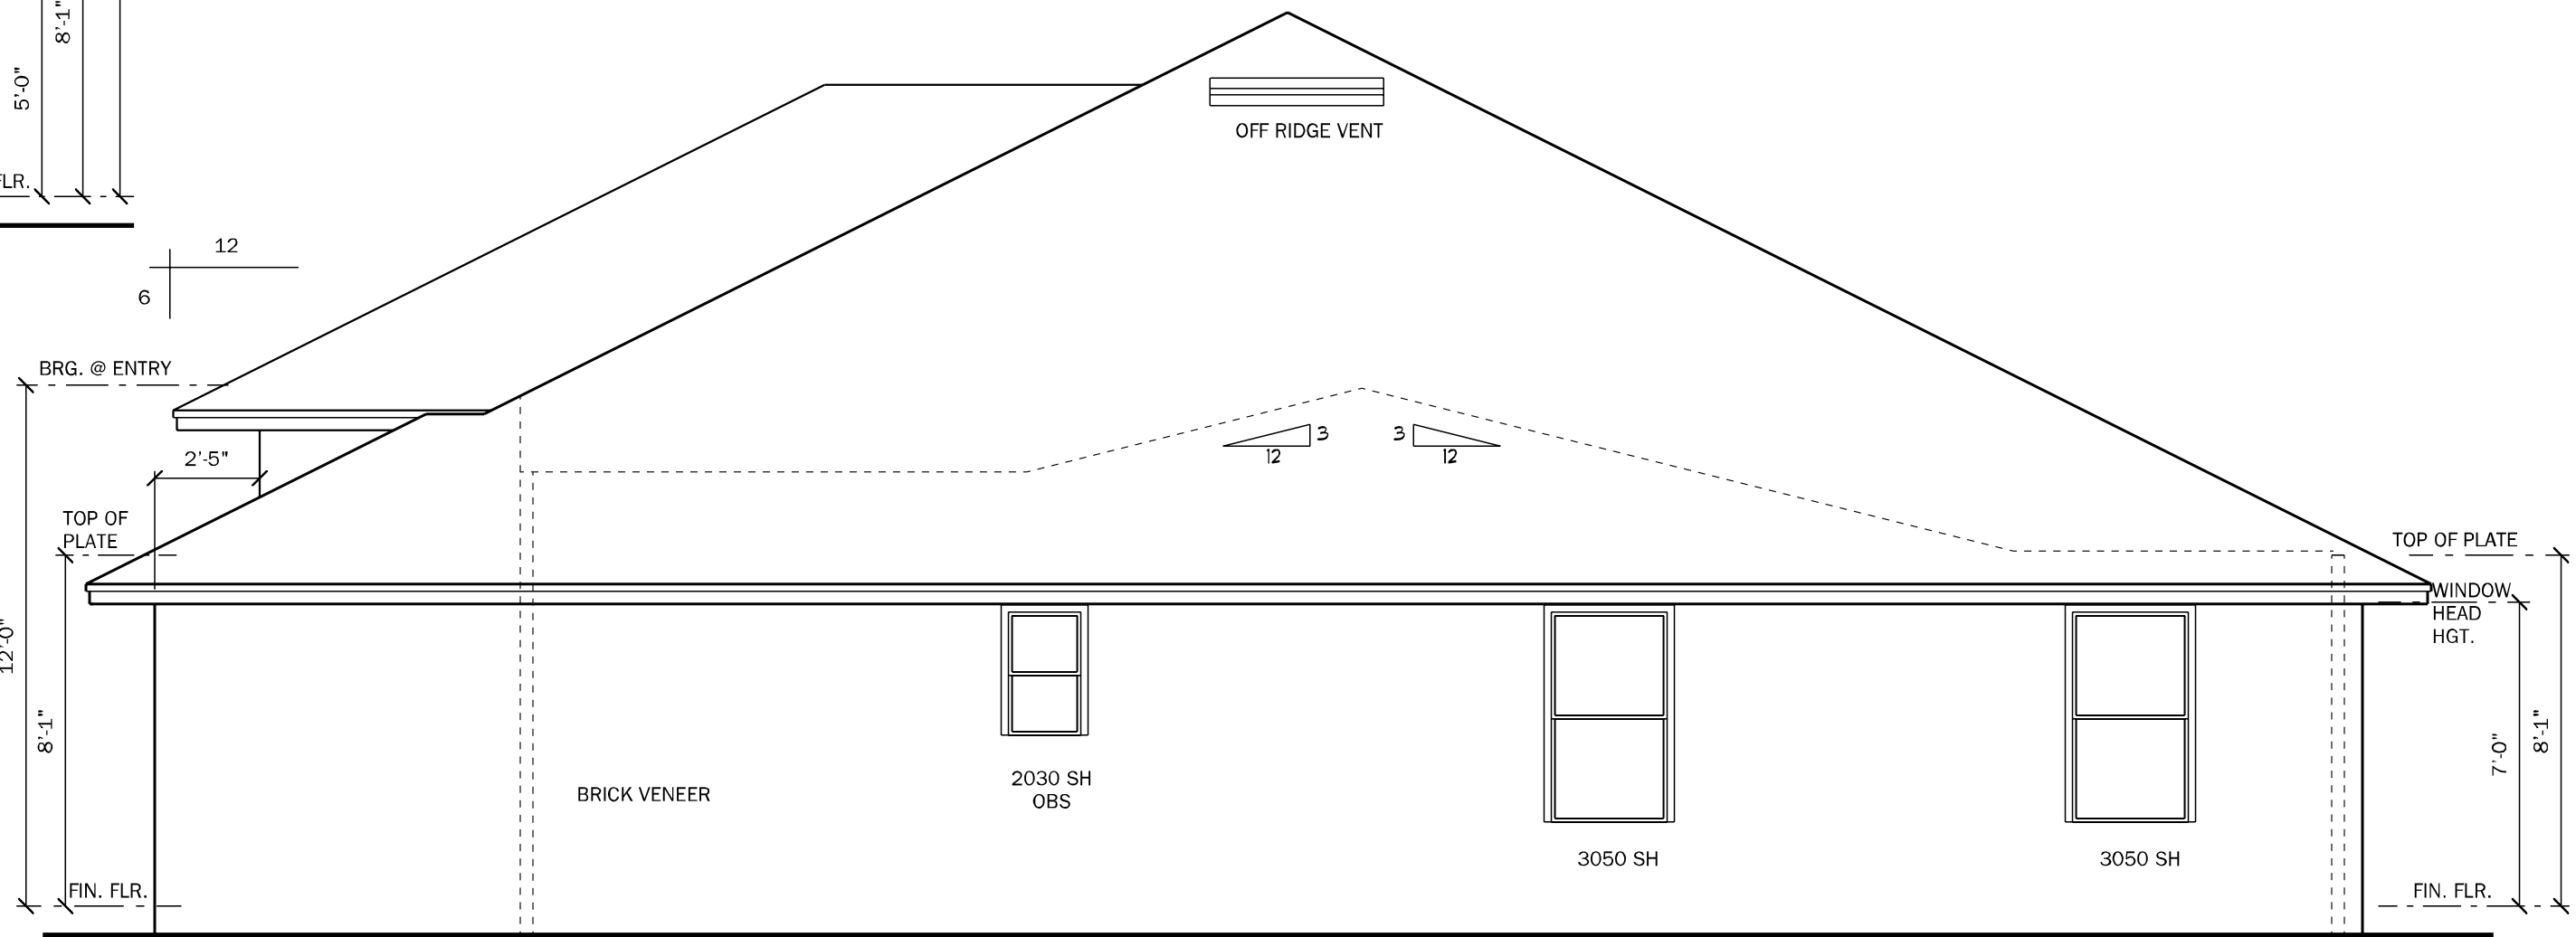 8'-1"
5'-0"
FLR.
OFF RIDGE VENT
12
6
BRG. @ ENTRY
2'-5"
3
12
3
12
TOP OF
PLATE
TOP OF PLATE
WINDOW
HEAD
HGT.
12'-0"
8'-1"
7'-0"
8'-1"
BRICK VENEER
2030 SH
OBS
3050 SH
3050 SH
FIN. FLR.
FIN. FLR.